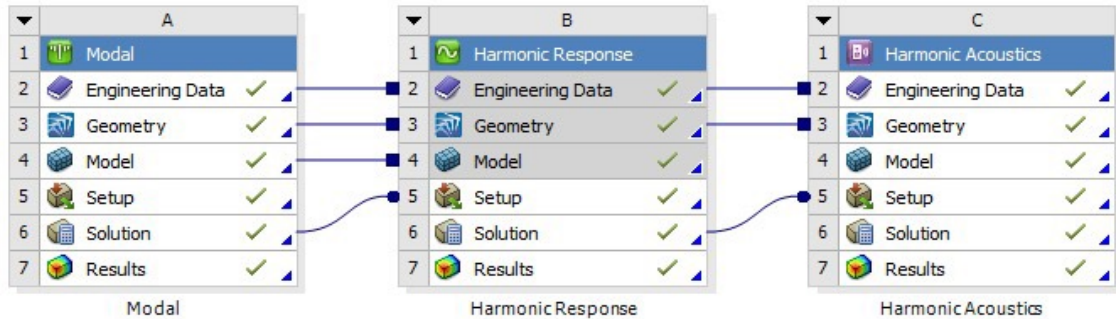 A
1 Modal
2 Engineering Data
3 Geometry
4 Model
5 Setup
6 Solution
7 Results
Modal
B
1 Harmonic Response
2 Engineering Data
3 Geometry
4 Model
5 Setup
6 Solution
7 Results
Harmonic Response
C
1 Harmonic Acoustics
2 Engineering Data
3 Geometry
4 Model
5 Setup
6 Solution
7 Results
Harmonic Acoustics